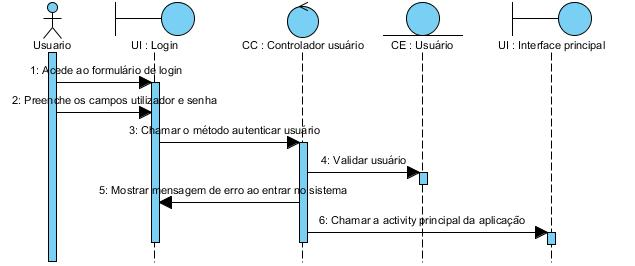 Usuario
UI : Login
CC : Controlador usuário
CE : Usuário
UI : Interface principal
1: Acede ao formulário de login
2: Preenche os campos utilizador e senha
3: Chamar o método autenticar usuário
4: Validar usuário
5: Mostrar mensagem de erro ao entrar no sistema
6: Chamar a activity principal da aplicação